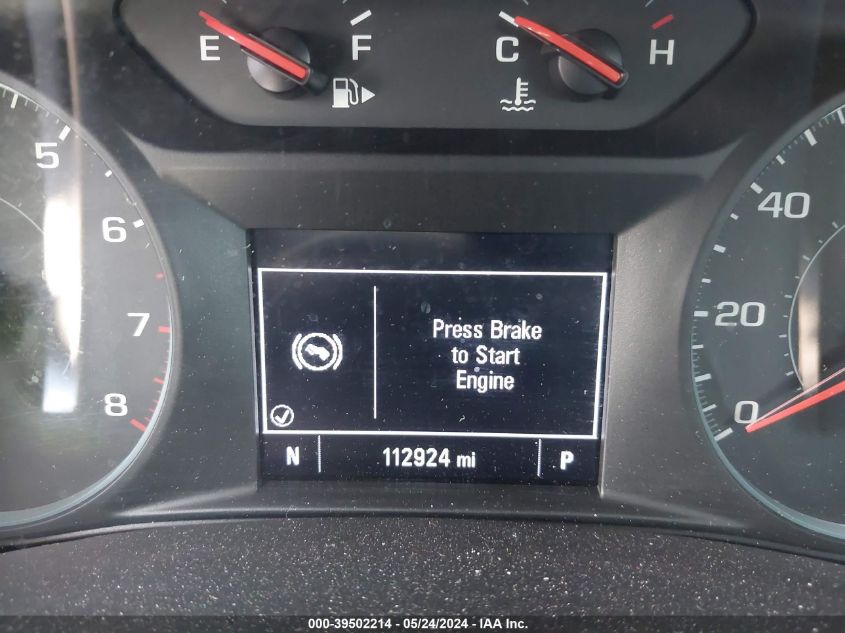 E F C H
5
6
7
8
40
20
0
Press Brake
to Start
Engine
N 112924 mi P
000-39502214 - 05/24/2024 - IAA Inc.